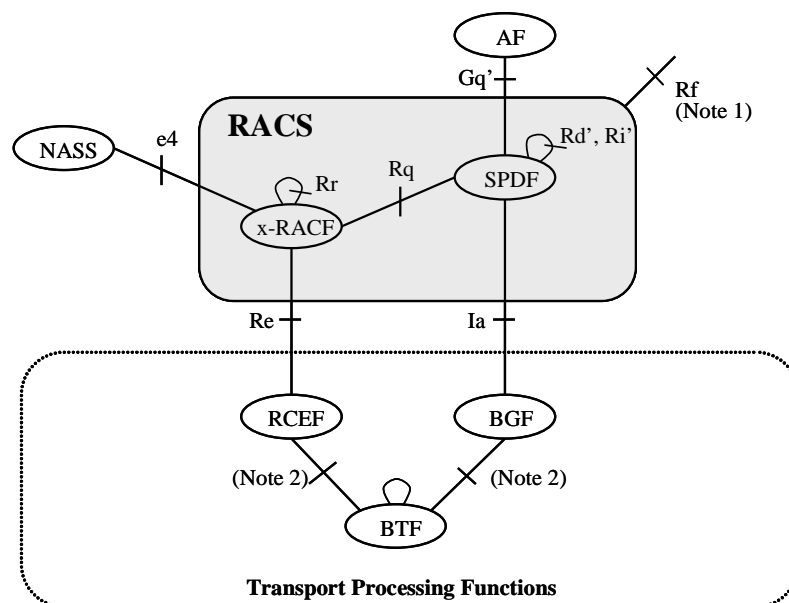 AF
Gq’
Rf
(Note 1)
RACS
e4
NASS
Rd’, Ri’
Rq
Rr
SPDF
x-RACF
Re
Ia
RCEF
BGF
(Note 2)
(Note 2)
BTF
Transport Processing Functions